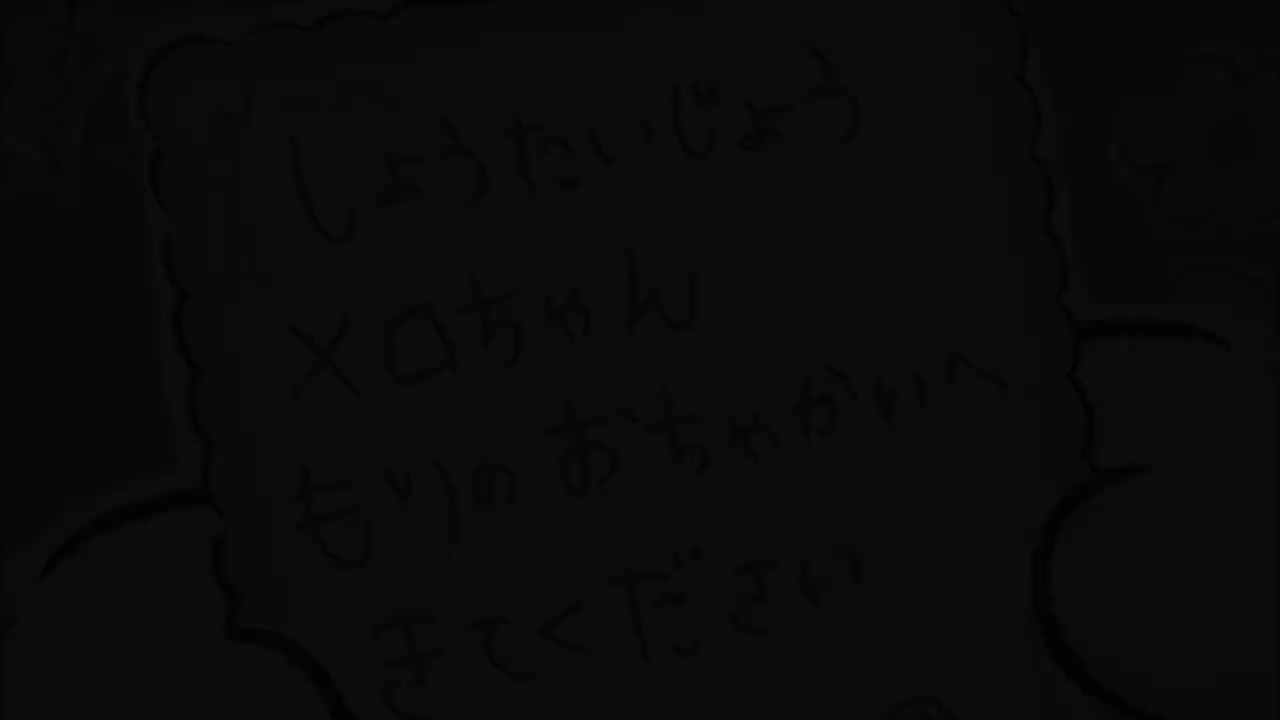 しょうたいじょう
メロちゃん
もりのおちゃかいへ
きてください